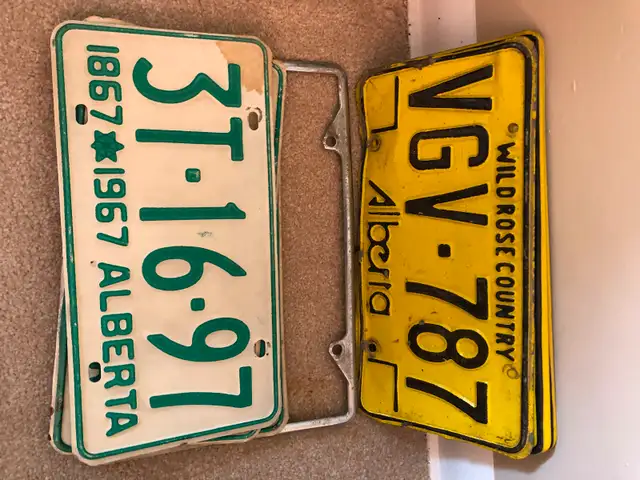 3T·16·97
1867 1967 ALBERTA
WILD ROSE COUNTRY
VGV·787
Alberta